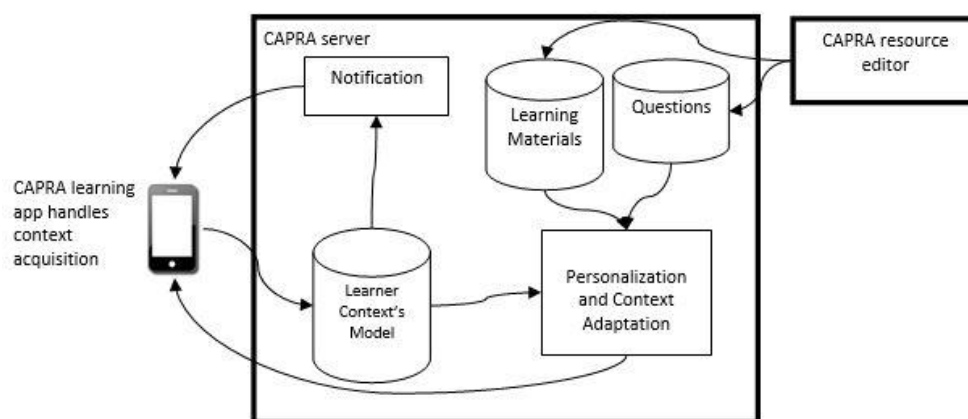 CAPRA server
CAPRA resource
editor
Notification
Learning
Materials
Questions
CAPRA learning
app handles
context
acquisition
Learner
Context's
Model
Personalization
and Context
Adaptation